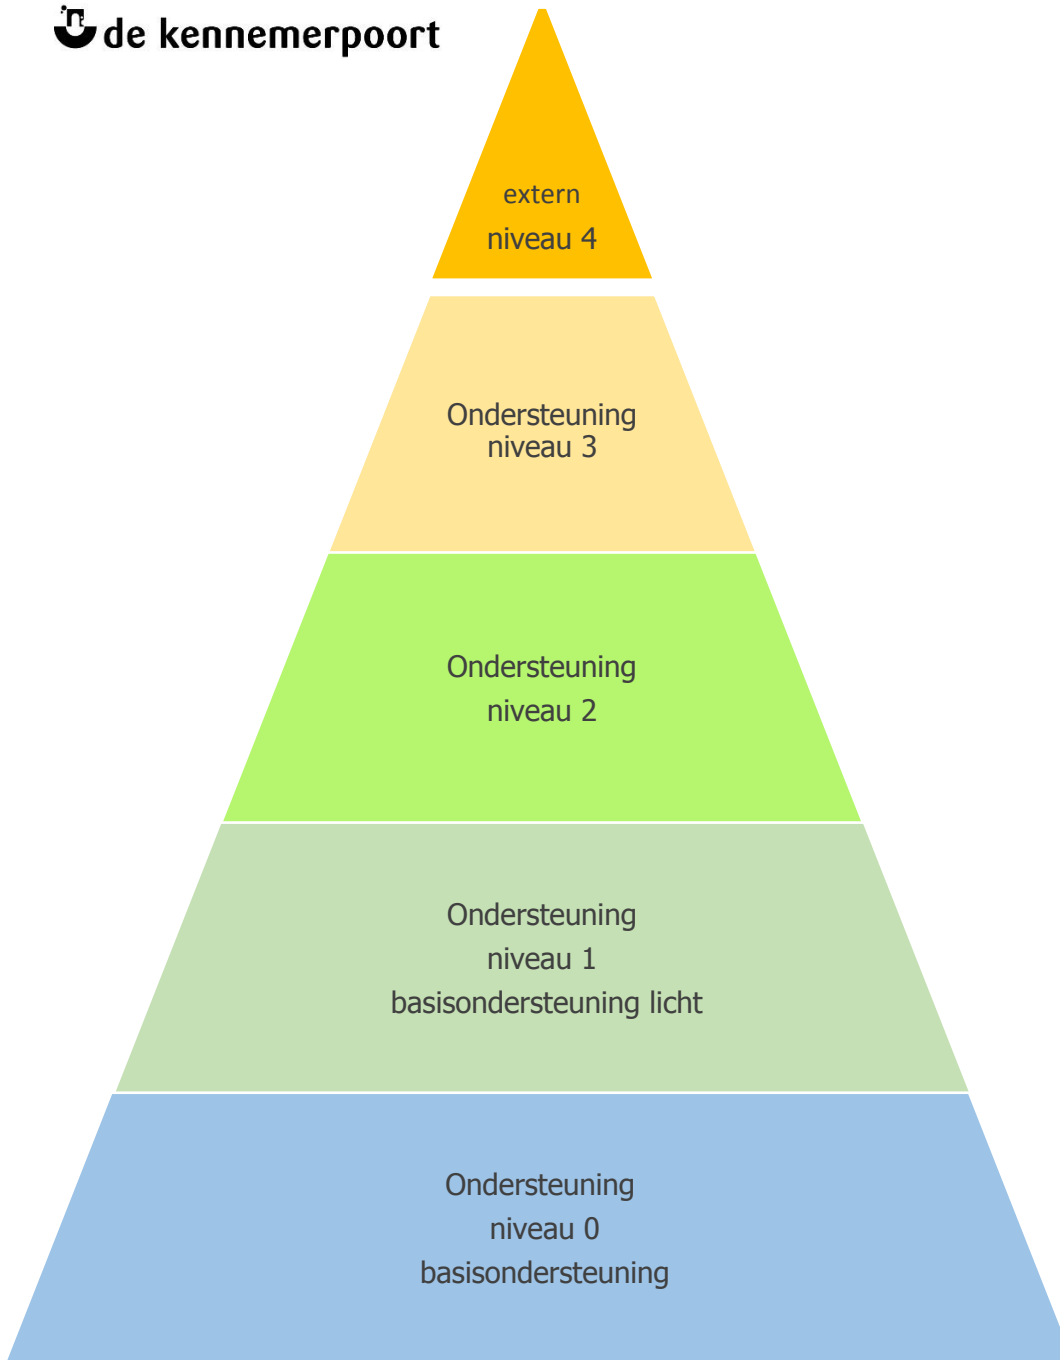 de kennemerpoort
extern
niveau 4
Ondersteuning
niveau 3
Ondersteuning
niveau 2
Ondersteuning
niveau 1
basisondersteuning licht
Ondersteuning
niveau 0
basisondersteuning